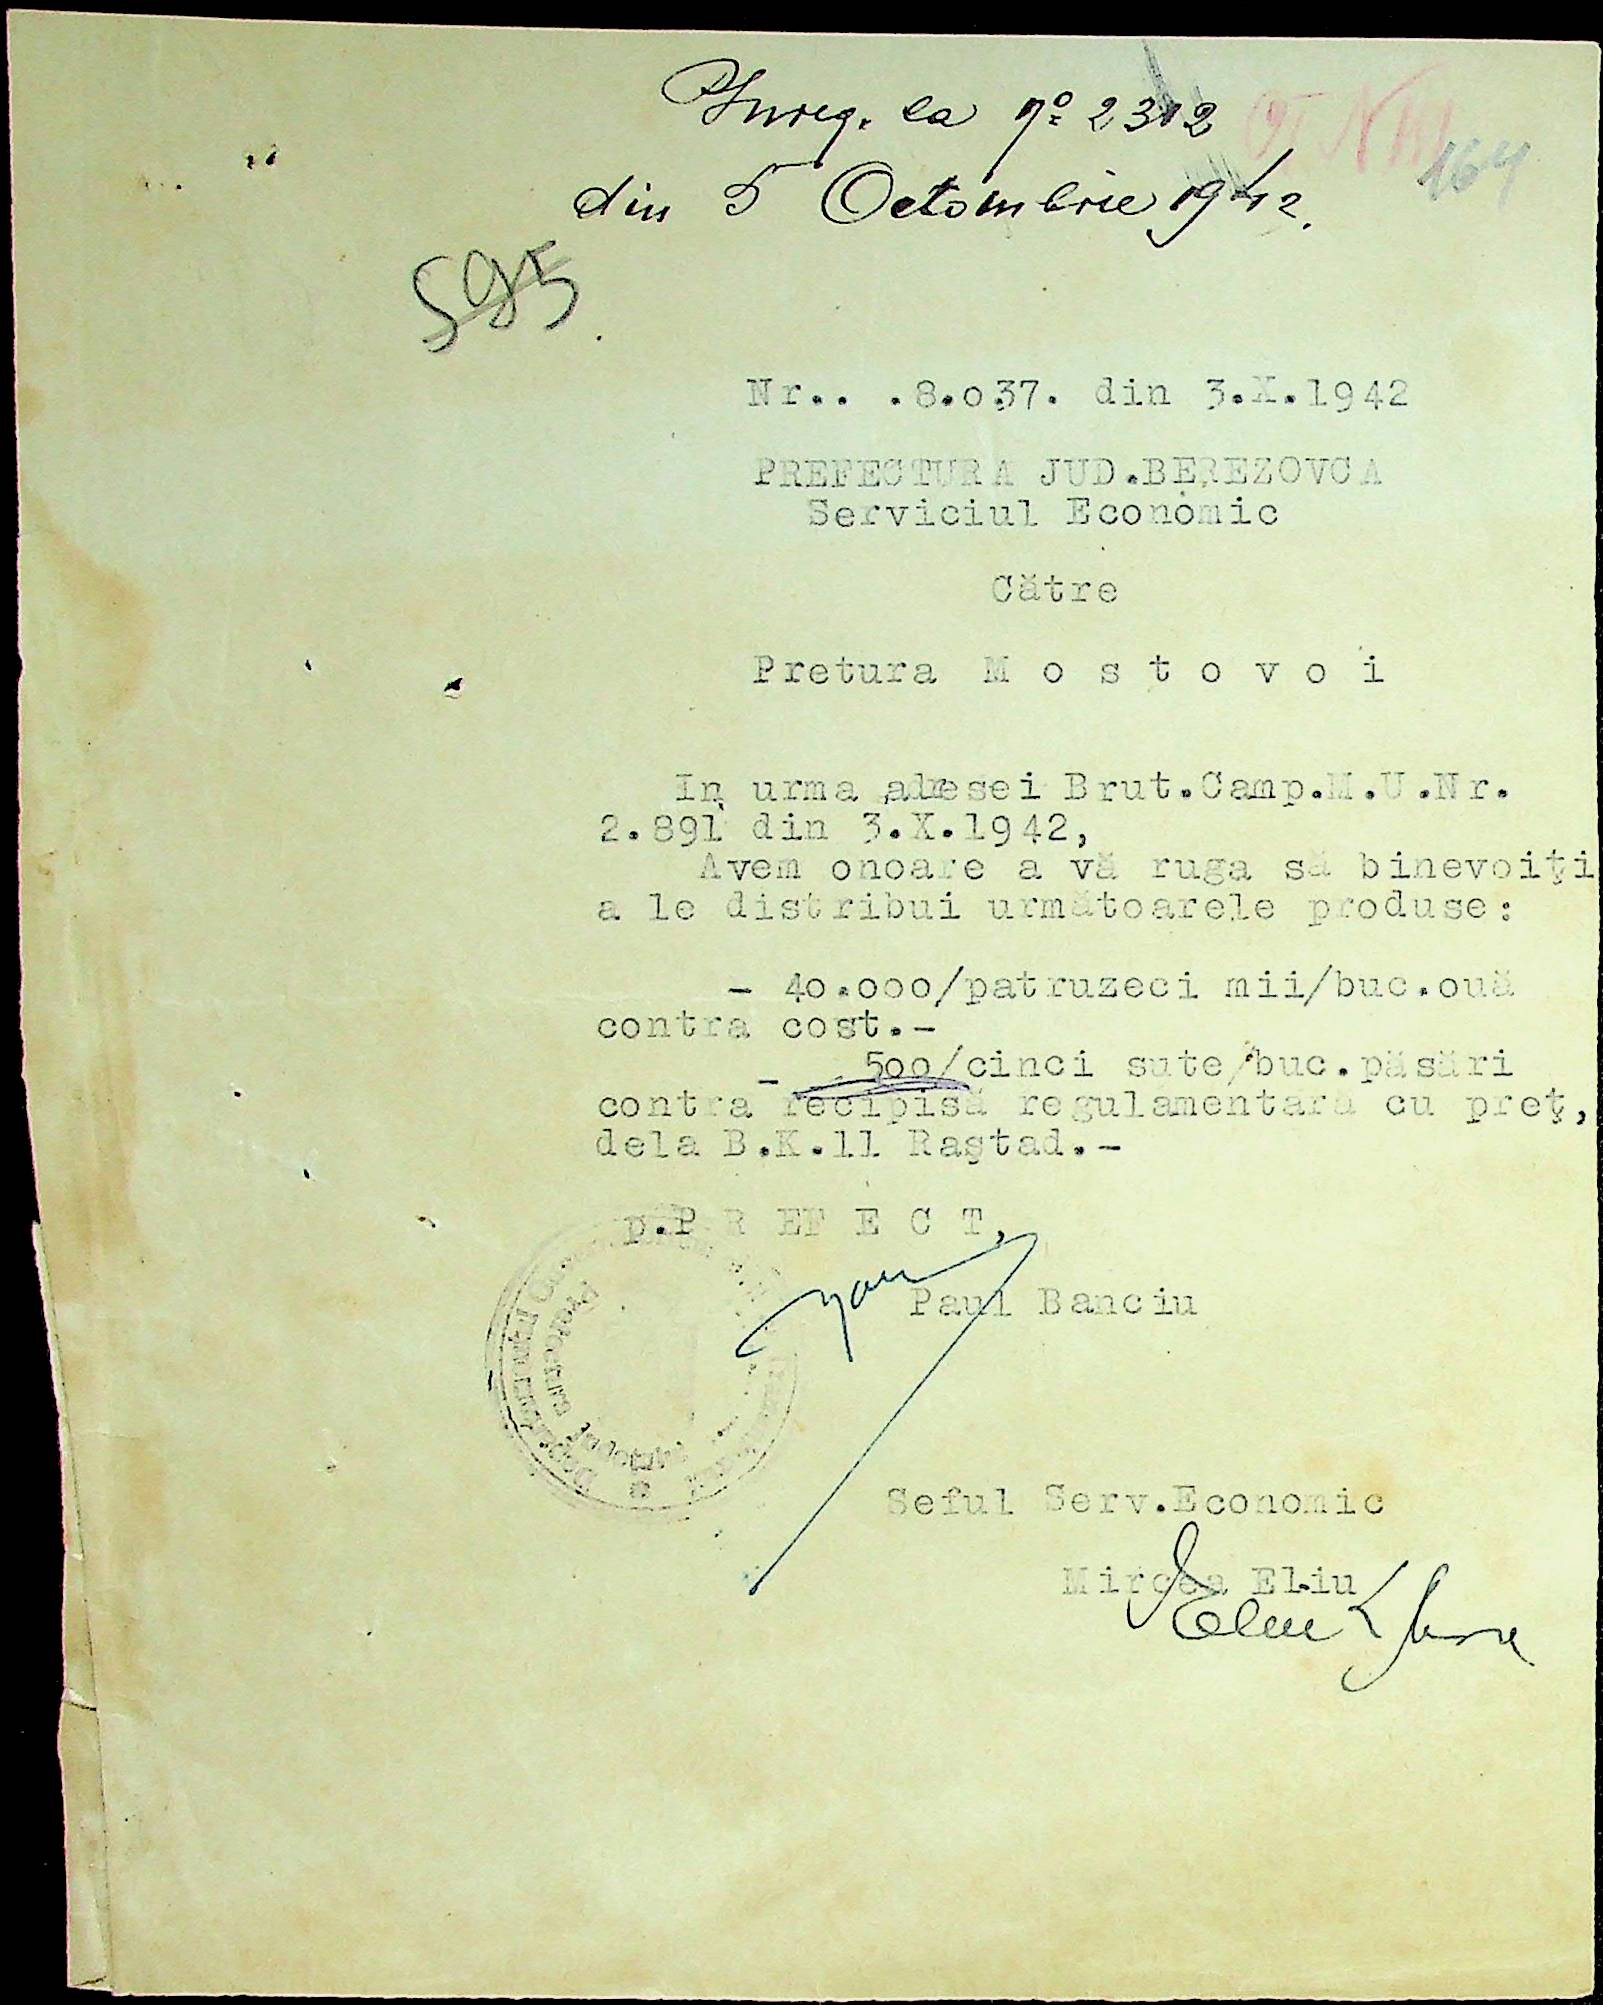 Inreg. la No 2312
164
din 5 Octombrie 1942.
595
Nr.. .8.037. din 3.X.1942
PREFECTURA JUD.BEREZOVCA
Serviciul Economic
Către
Pretura M o s t o v o i
In urma adresei Brut.Camp.M.U.Nr.
2.891 din 3.X.1942,
Avem onoare a vă ruga să binevoiţi
a le distribui următoarele produse:
- 40.000/patruzeci mii/buc.ouă
contra cost.-
- 500/cinci sute/buc.păsări
contra recipisă regulamentară cu preţ,
dela B.K.11 Raştad.-
p.P R EF E C T,
Paul Banciu
Prefectura
Seful Serv.Economic
Mircea Eliu